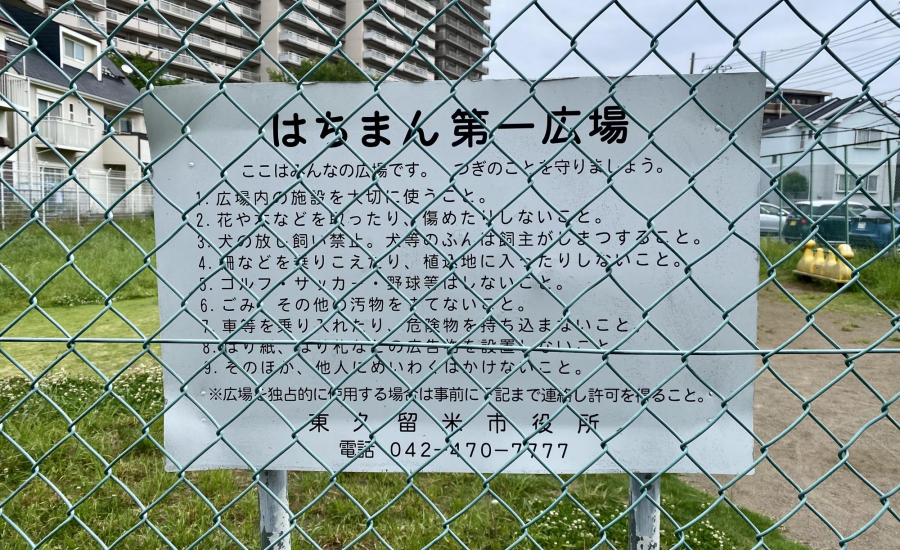 はちまん第一広場
ここはみんなの広場です。 つぎのことを守りましょう。
1. 広場内の施設を大切に使うこと。
2. 花や木などを取ったり、傷めたりしないこと。
3. 犬の放し飼い禁止。犬等のふんは飼主がしまつすること。
4. 柵などを乗りこえたり、植込地に入ったりしないこと。
5. ゴルフ・サッカー・野球等はしないこと。
6. ごみ、その他の汚物をすてないこと。
7. 車等を乗り入れたり、危険物を持ち込まないこと。
8. はり紙、はり札などの広告物を設置しないこと。
9. そのほか、他人にめいわくはかけないこと。
※広場を独占的に使用する場合は事前に下記まで連絡し許可を得ること。
東久留米市役所
電話 042-470-7777